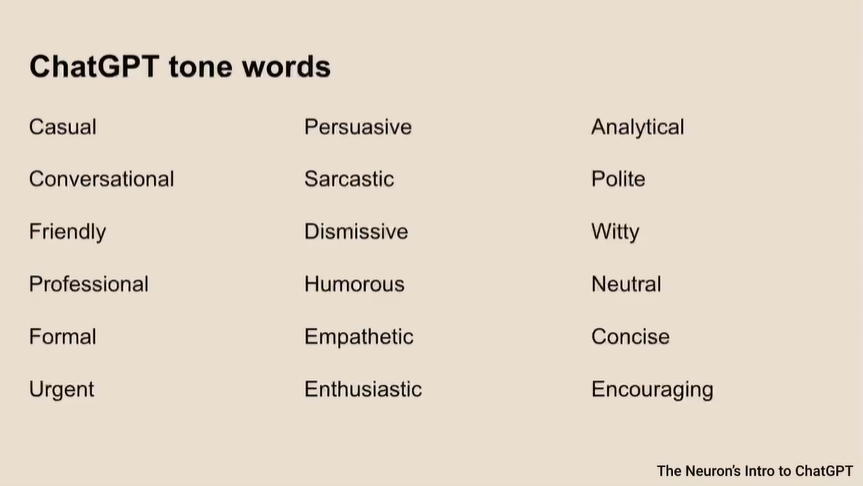 ChatGPT tone words
Casual Persuasive Analytical
Conversational Sarcastic Polite
Friendly Dismissive Witty
Professional Humorous Neutral
Formal Empathetic Concise
Urgent Enthusiastic Encouraging
The Neuron's Intro to ChatGPT